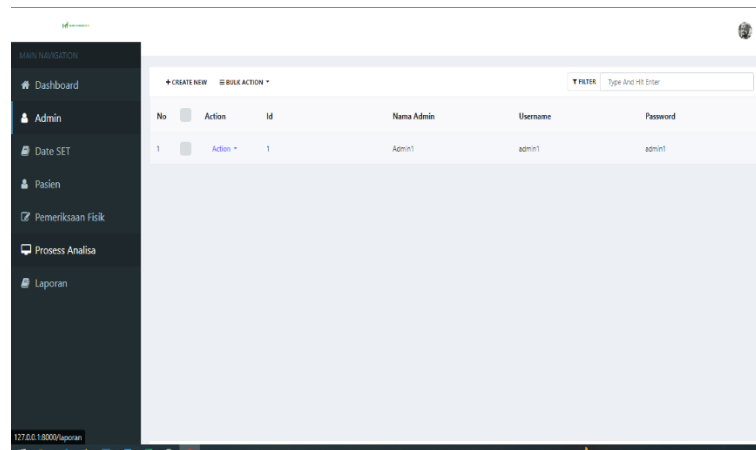 MAIN NAVIGATION
Dashboard
Admin
Date SET
Pasien
Pemeriksaan Fisik
Prosess Analisa
Laporan
+CREATE NEW BULK ACTION
FILTER Type And Hit Enter
No Action Id Nama Admin Username Password
1 Action 1 Admin1 admin1 admin1
127.0.0.1:8000/laporan